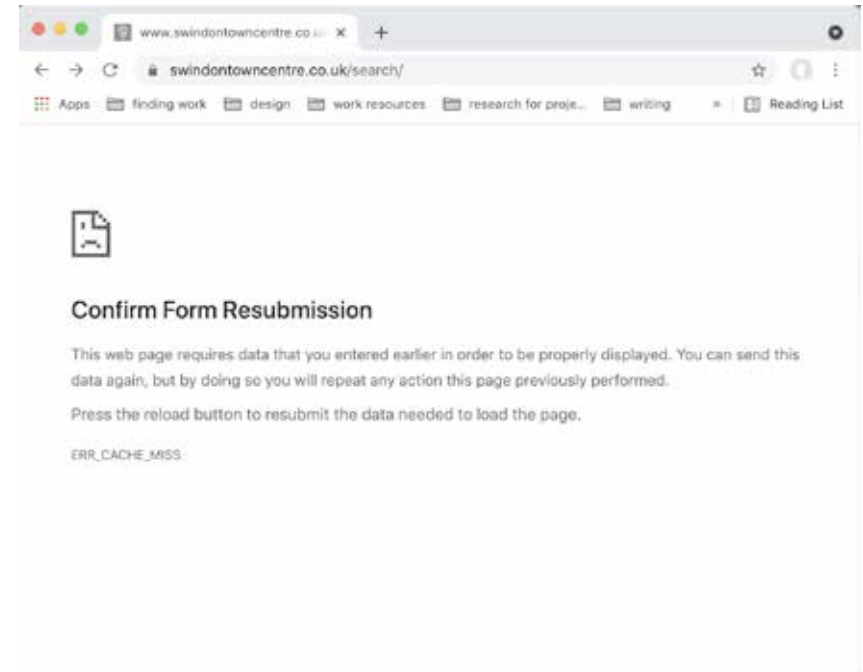 www.swindontowncentre.co.u
swindontowncentre.co.uk/search/
Apps finding work design work resources research for proje... writing » Reading List
Confirm Form Resubmission
This web page requires data that you entered earlier in order to be properly displayed. You can send this
data again, but by doing so you will repeat any action this page previously performed.
Press the reload button to resubmit the data needed to load the page.
ERR_CACHE_MISS